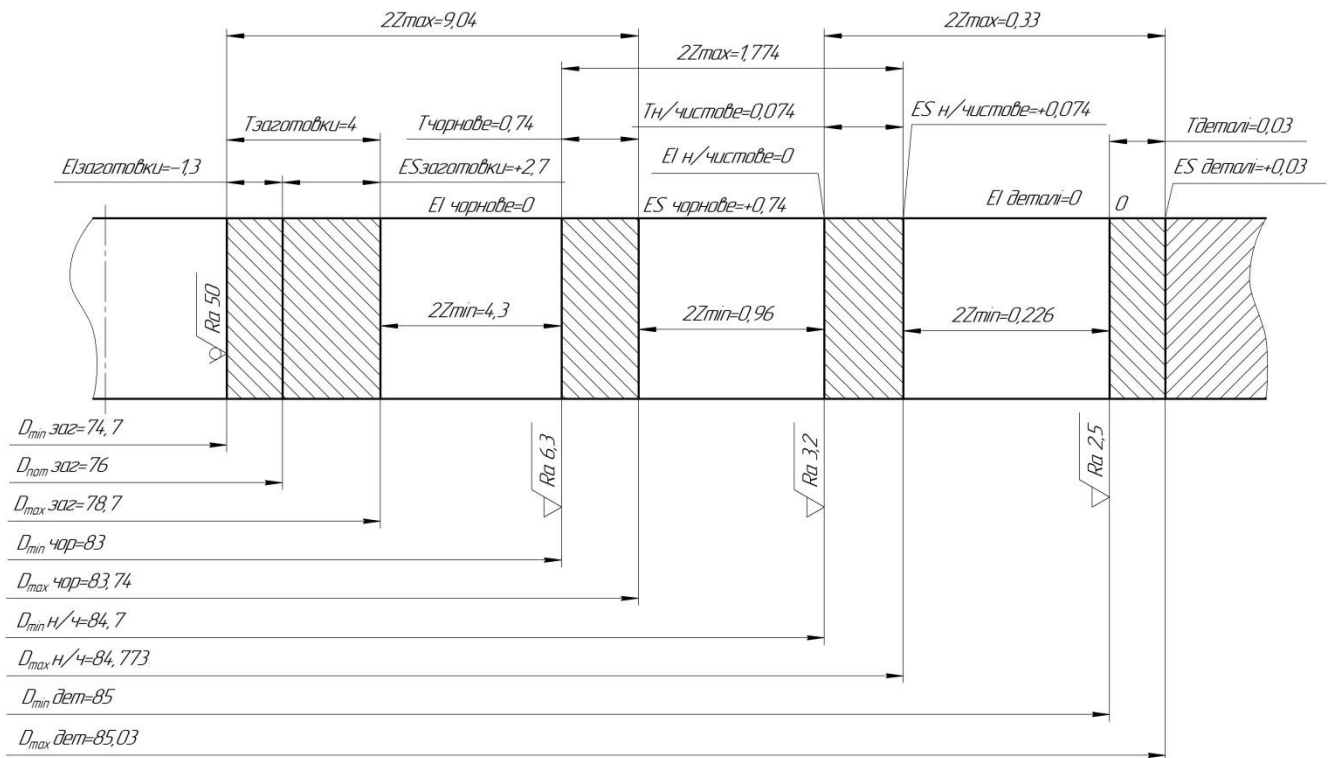 2Zmax=9,04
2Zmax=0,33
2Zmax=1,774
Тзаготовки=4
Тчорнове=0,74
Тн/чистове=0,074
ES н/чистове=+0,074
Тдеталі=0,03
EI н/чистове=0
EIзаготовки=-1,3
ESзаготовки=+2,7
ES деталі=+0,03
EI чорнове=0
ES чорнове=+0,74
EI деталі=0
0
Ra 50
2Zmin=4,3
2Zmin=0,96
2Zmin=0,226
Dmin заг=74,7
Dnom заг=76
Ra 6,3
Ra 3,2
Ra 2,5
Dmax заг=78,7
Dmin чор=83
Dmax чор=83,74
Dmin н/ч=84,7
Dmax н/ч=84,773
Dmin дет=85
Dmax дет=85,03